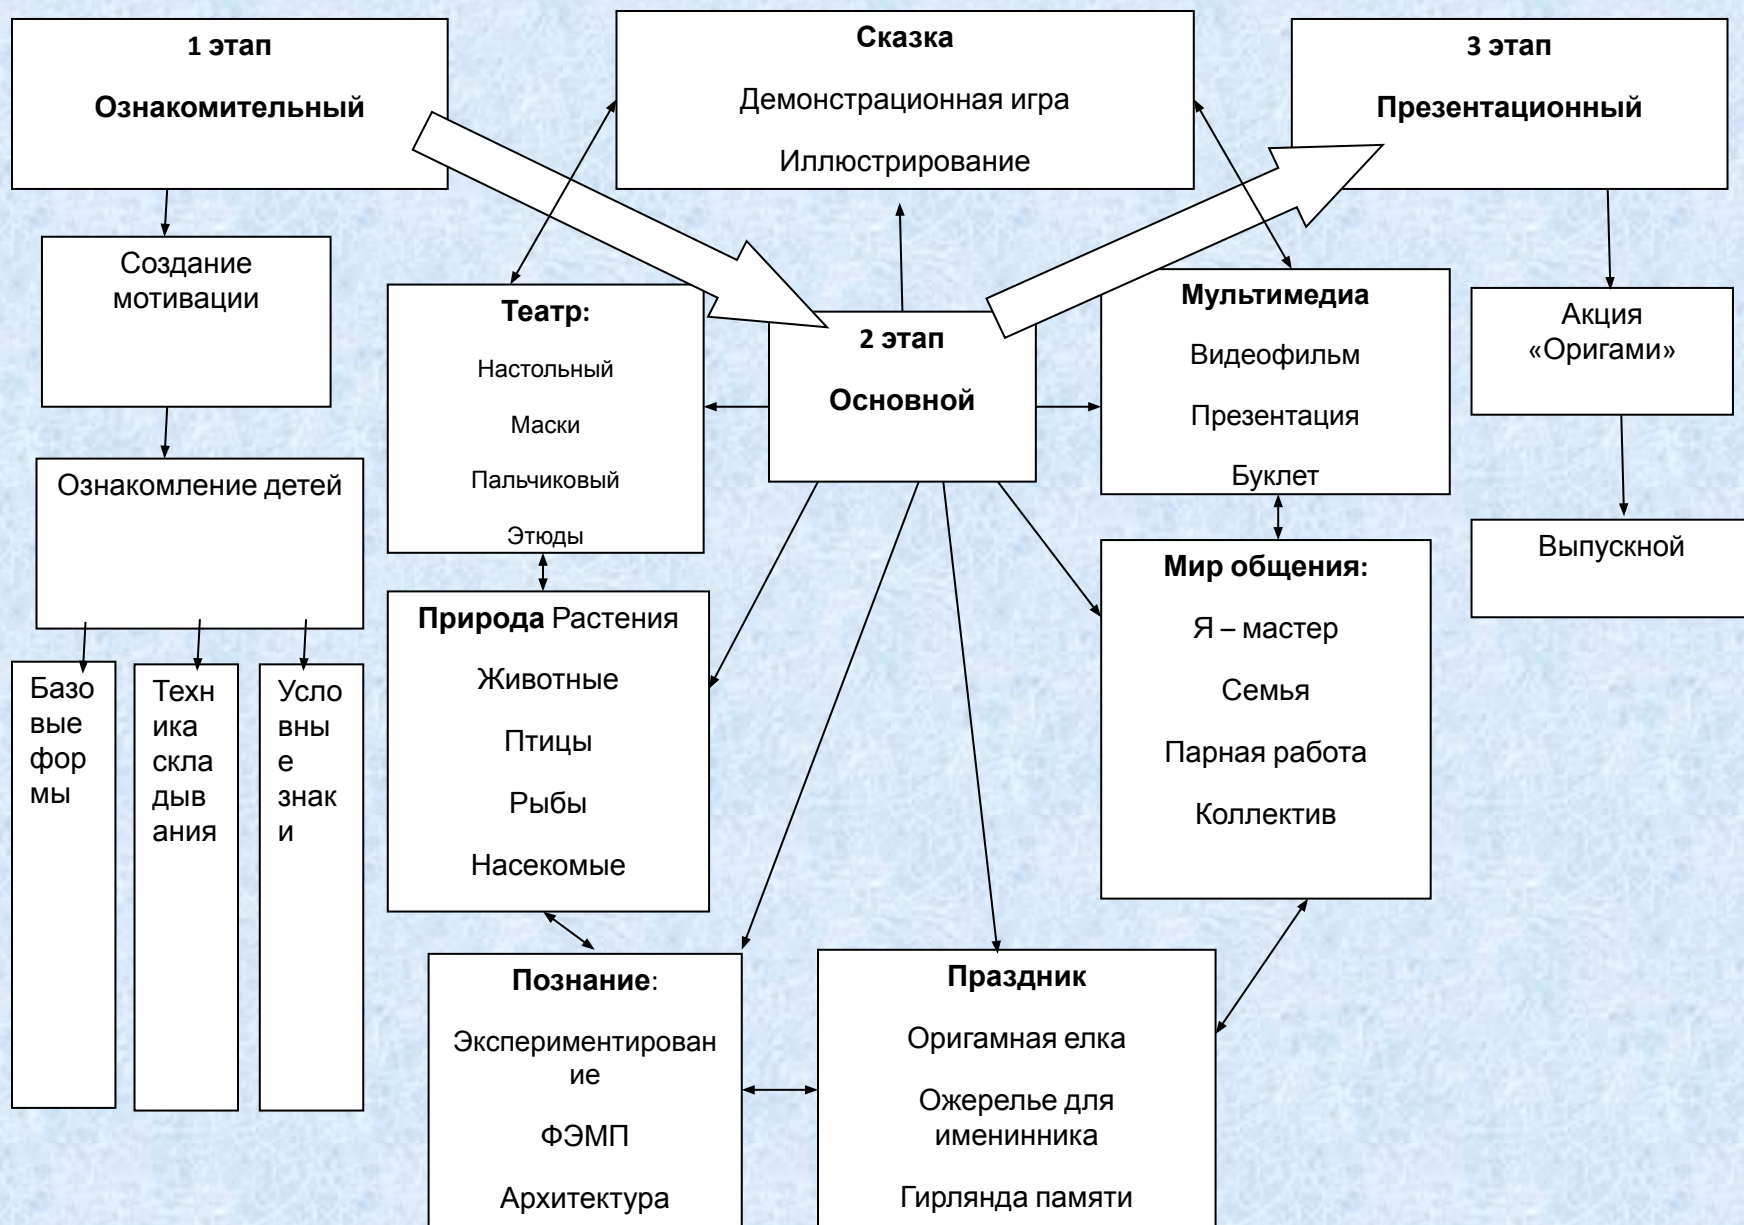 1 этап
Ознакомительный
Создание
мотивации
Ознакомление детей
Базо
вые
фор
мы
Техн
ика
скла
дыв
ания
Усло
вны
е
знак
и
Сказка
Демонстрационная игра
Иллюстрирование
2 этап
Основной
Театр:
Настольный
Маски
Пальчиковый
Этюды
Природа Растения
Животные
Птицы
Рыбы
Насекомые
Познание:
Экспериментирован
ие
ФЭМП
Архитектура
Праздник
Оригамная елка
Ожерелье для
именинника
Гирлянда памяти
Мультимедиа
Видеофильм
Презентация
Буклет
Мир общения:
Я – мастер
Семья
Парная работа
Коллектив
3 этап
Презентационный
Акция
«Оригами»
Выпускной